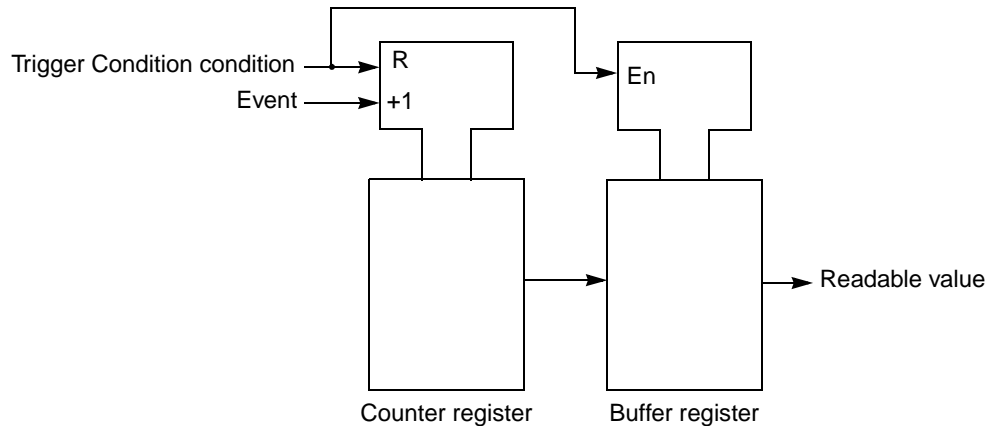 Trigger Condition condition
R
En
Event
+1
Readable value
Counter register
Buffer register